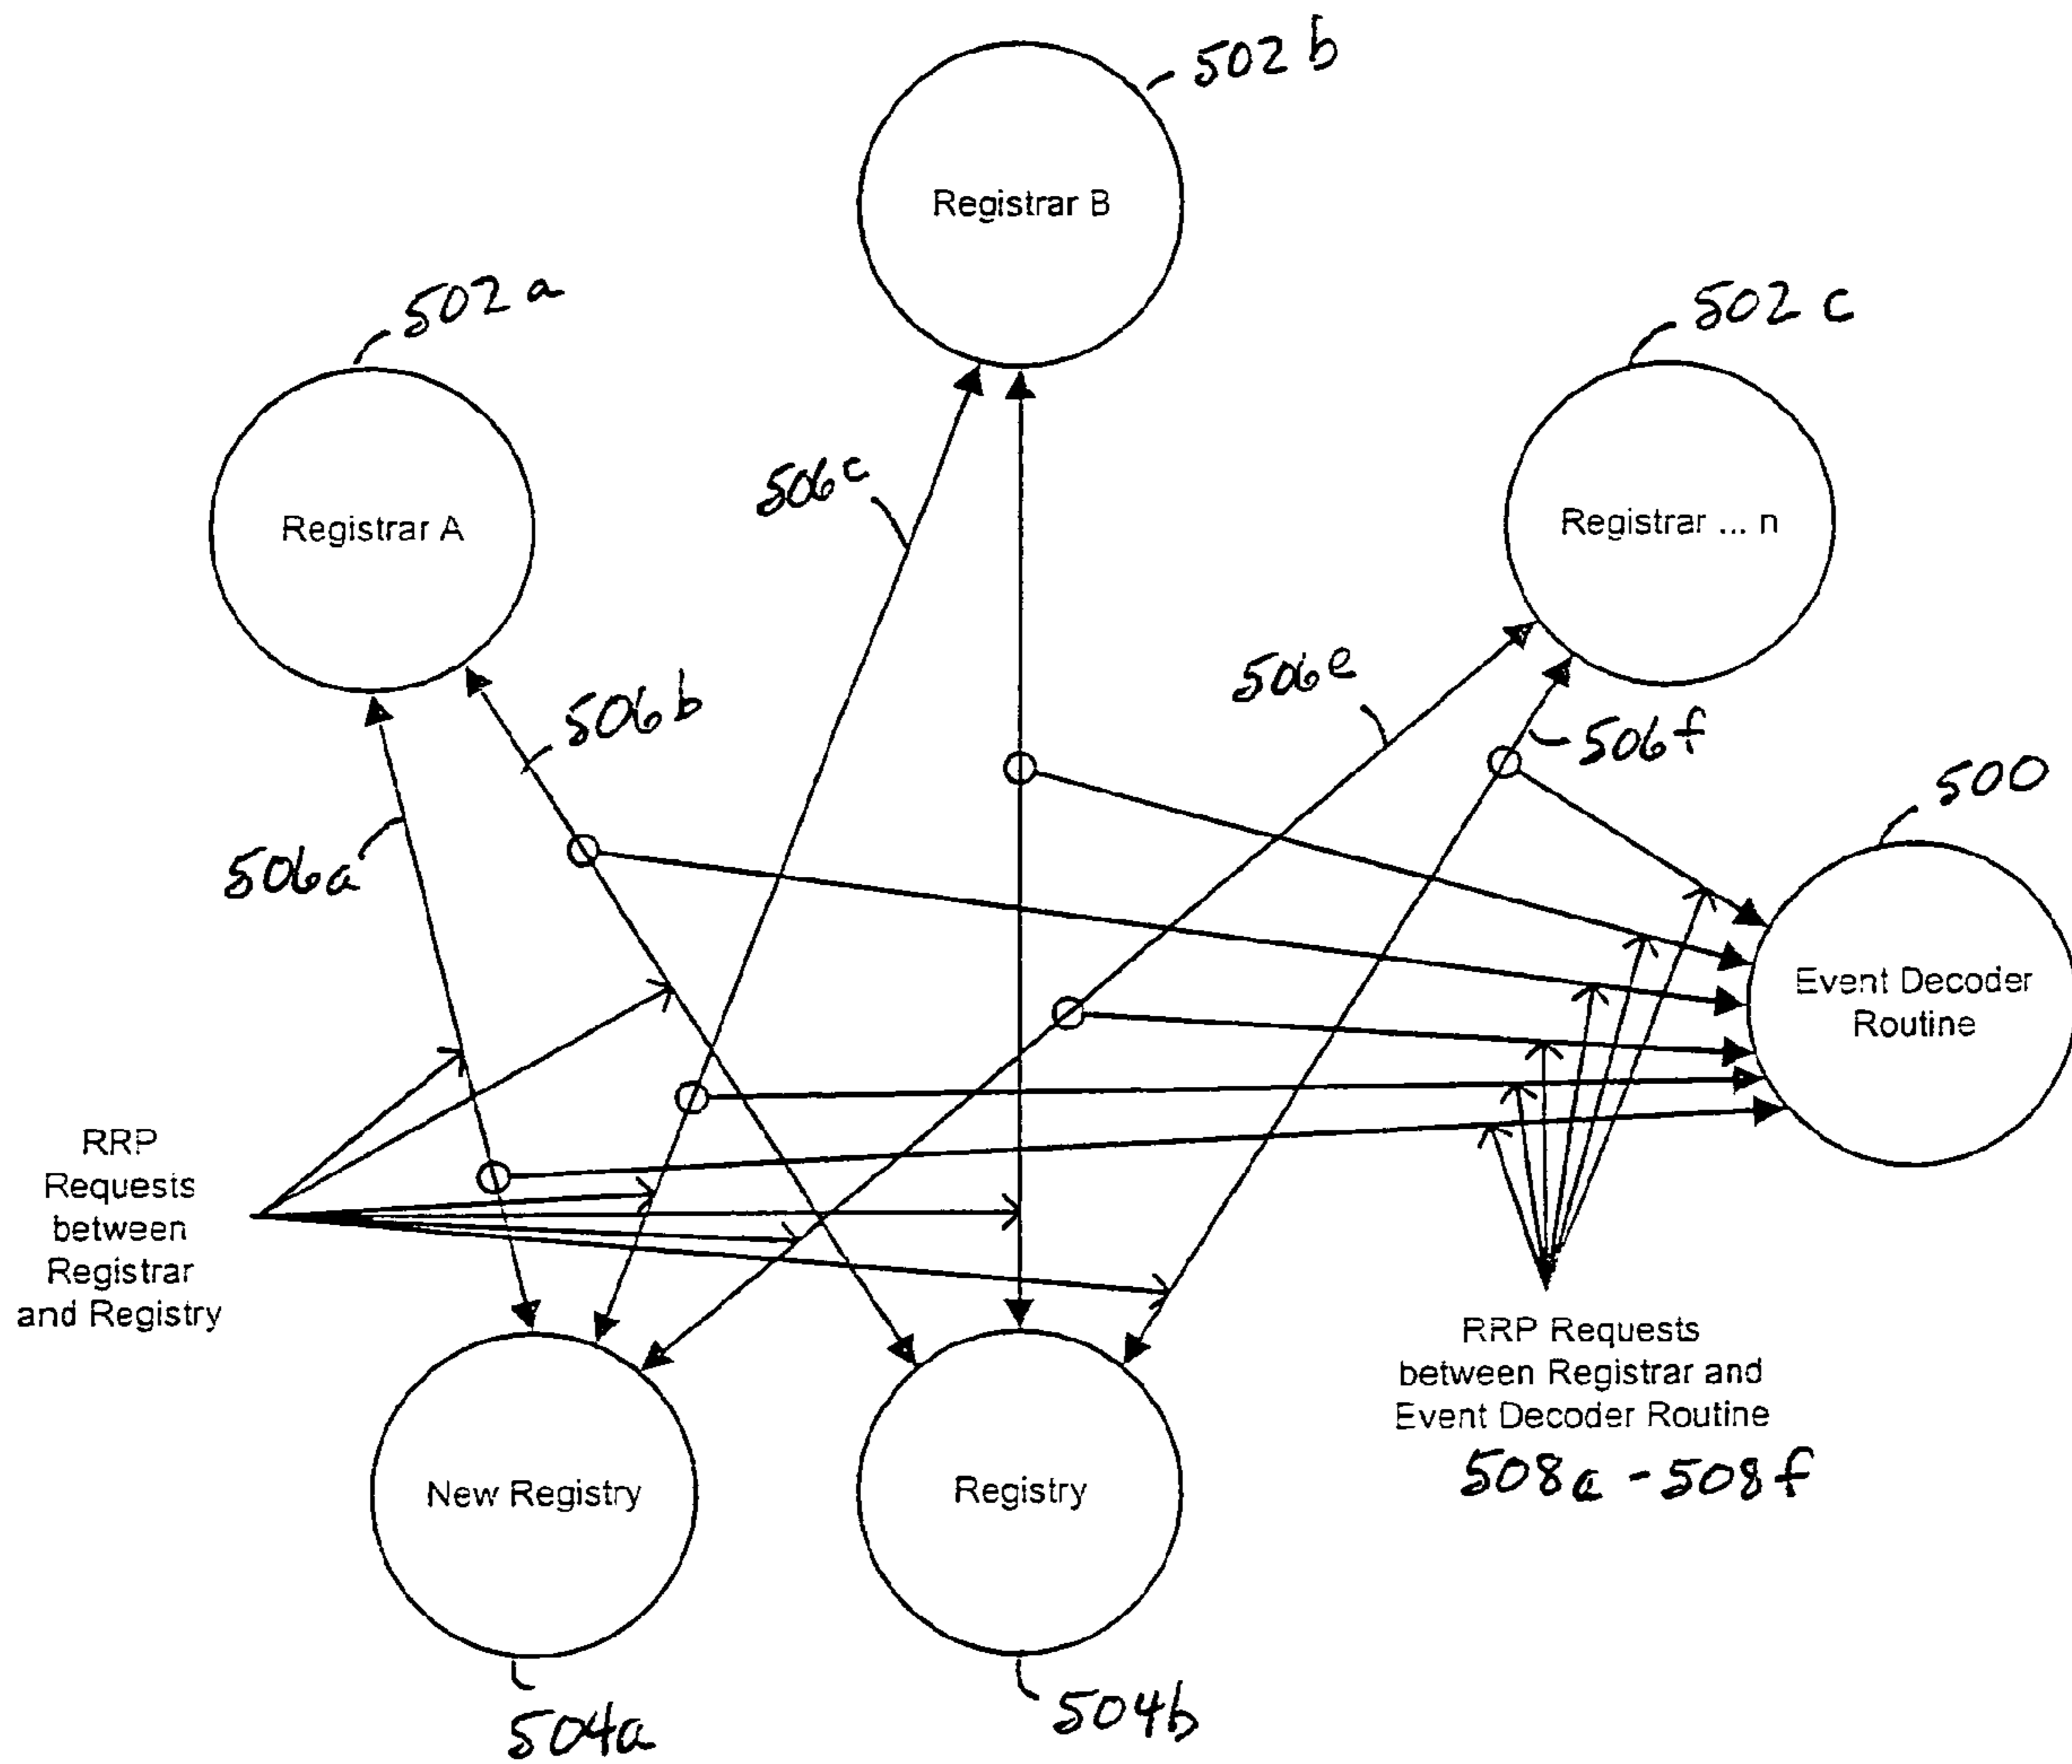 502b
Registrar B
502a
502c
Registrar A
Registrar ... n
506c
506e
506b
506f
500
506a
Event Decoder
Routine
RRP
Requests
between
Registrar
and Registry
RRP Requests
between Registrar and
Event Decoder Routine
508a - 508f
New Registry
Registry
504a
504b